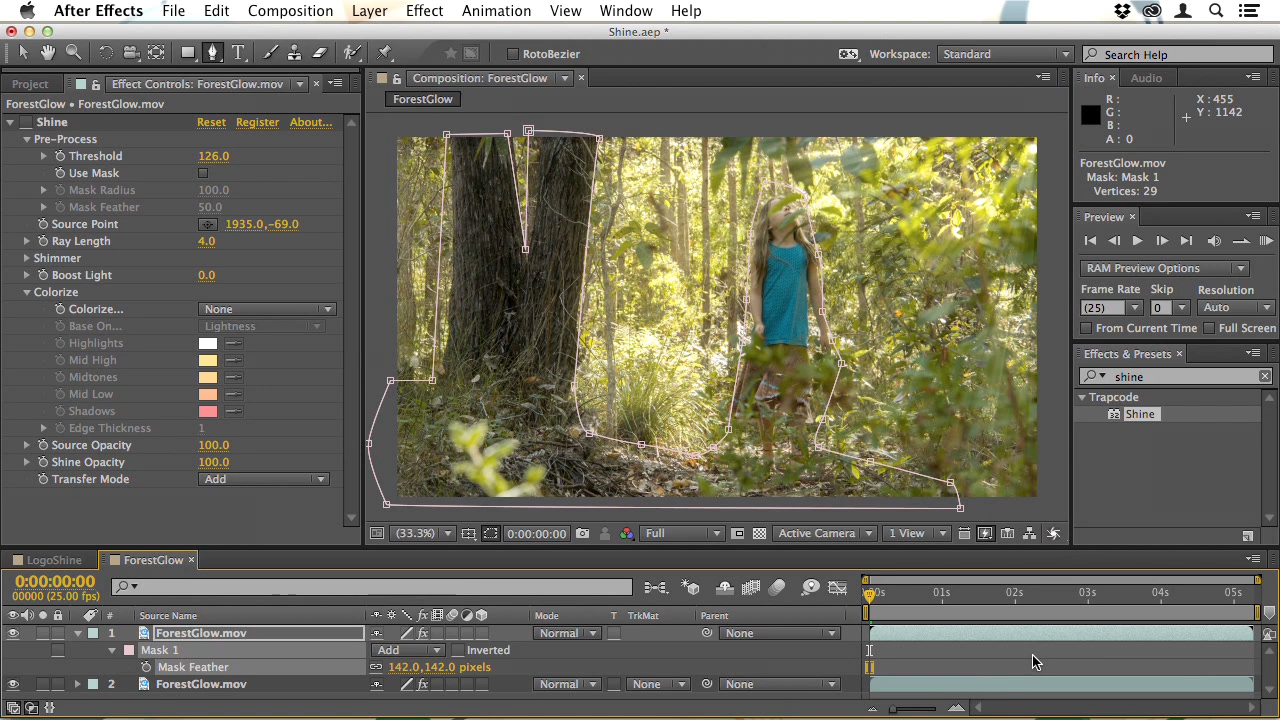 After Effects File Edit Composition Layer Effect Animation View Window Help
Shine.aep *
T RotoBezier Workspace: Standard Search Help
Project Effect Controls: ForestGlow.mov × Composition: ForestGlow × Info × Audio
ForestGlow • ForestGlow.mov
ForestGlow
R :
G :
B :
A : 0
X : 455
Y : 1142
ForestGlow.mov
Mask: Mask 1
Vertices: 29
fx Shine Reset Register About...
Pre-Process
Threshold 126.0
Use Mask
Mask Radius 100.0
Mask Feather 50.0
Source Point 1935.0,-69.0
Ray Length 4.0
Shimmer
Boost Light 0.0
Colorize
Colorize... None
Base On... Lightness
Highlights
Mid High
Midtones
Mid Low
Shadows
Edge Thickness 1
Source Opacity 100.0
Shine Opacity 100.0
Transfer Mode Add
Preview ×
RAM Preview Options
Frame Rate Skip Resolution
(25) 0 Auto
From Current Time Full Screen
Effects & Presets ×
shine
Trapcode
32 Shine
(33.3%) 0:00:00:00 Full Active Camera 1 View
LogoShine ForestGlow ×
0:00:00:00
00000 (25.00 fps)
00s 01s 02s 03s 04s 05s
# Source Name Mode T TrkMat Parent
1 ForestGlow.mov Normal None
Mask 1 Add Inverted
Mask Feather 142.0,142.0 pixels
2 ForestGlow.mov Normal None None